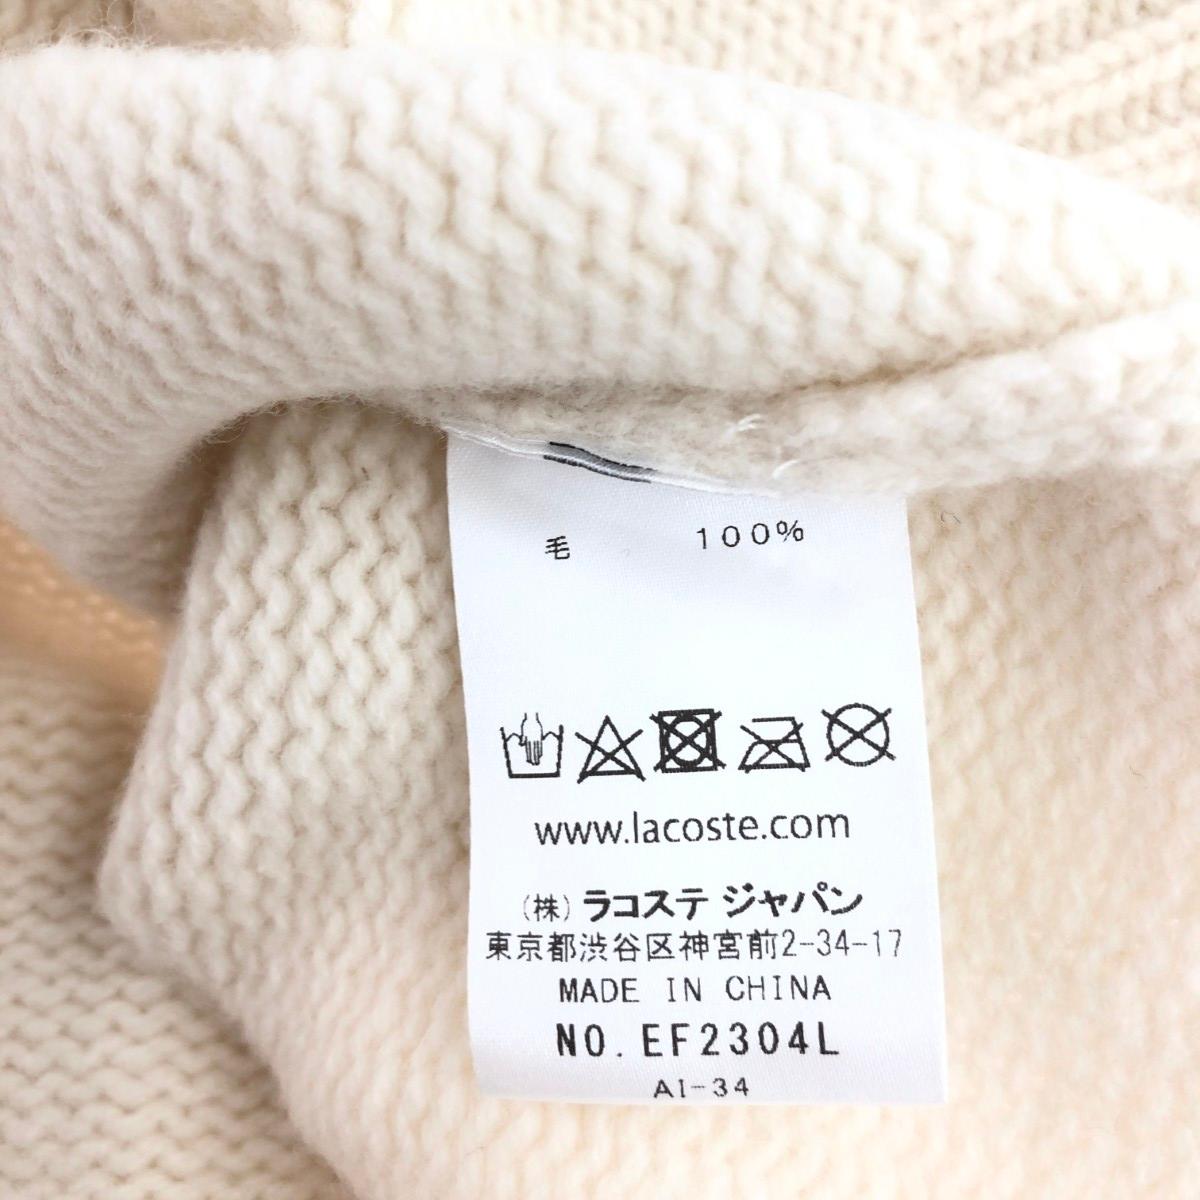 毛 100%
www.lacoste.com
(株) ラコステ ジャパン
東京都渋谷区神宮前2-34-17
MADE IN CHINA
NO. EF2304L
AI-34